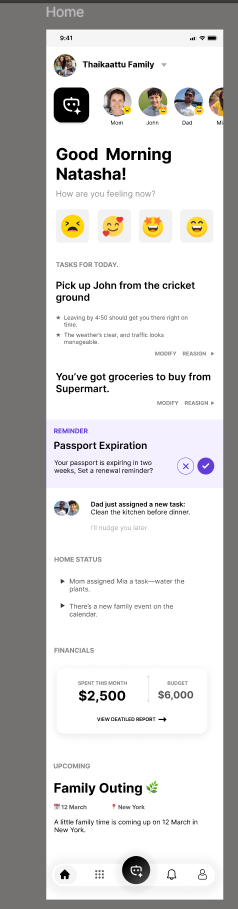 Home
9:41
Thaikaattu Family
Mom
John
Dad
Good Morning
Natasha!
How are you feeling now?
TASKS FOR TODAY.
Pick up John from the cricket
ground
Leaving by 4:50 should get you there right on
time.
The weather's clear, and traffic looks
manageable.
MODIFY REASIGN
You've got groceries to buy from
Supermart.
MODIFY REASIGN
REMINDER
Passport Expiration
Your passport is expiring in two
weeks, Set a renewal reminder?
Dad just assigned a new task:
Clean the kitchen before dinner.
I'll nudge you later
HOME STATUS
Mom assigned Mia a task—water the
plants.
There's a new family event on the
calendar.
FINANCIALS
SPENT THIS MONTH
$2,500
BUDGET
$6,000
VIEW DEATILED REPORT
UPCOMING
Family Outing
12 March
New York
A little family time is coming up on 12 March in
New York.